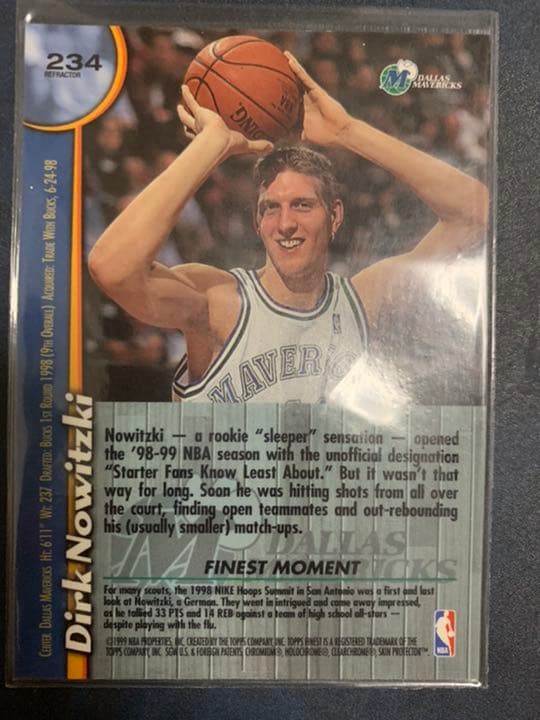 234
REFRACTOR
DALLAS
MAVERICKS
SPALDING
MAVERIC
CENTER DALLAS MAVERICKS HT: 6'11" WT: 237 DRAFTED: BUCKS 1ST ROUND 1998 (9TH OVERALL) ACQUIRED: TRADE WITH BUCKS, 6-24-98
Dirk Nowitzki
Nowitzki — a rookie "sleeper" sensation — opened
the '98-99 NBA season with the unofficial designation
"Starter Fans Know Least About." But it wasn't that
way for long. Soon he was hitting shots from all over
the court, finding open teammates and out-rebounding
his (usually smaller) match-ups.
DALLAS
MAVERICKS
FINEST MOMENT
For many scouts, the 1998 NIKE Hoops Summit in San Antonio was a first and last
look at Nowitzki, a German. They went in intrigued and came away impressed,
as he tallied 33 PTS and 14 REB against a team of high school all-stars —
despite playing with the flu.
©1999 NBA PROPERTIES, INC. CREATED BY THE TOPPS COMPANY, INC. TOPPS FINEST IS A REGISTERED TRADEMARK OF THE
TOPPS COMPANY, INC. SOW U.S. & FOREIGN PATENTS: CHROMIUM®, HOLOCHROME®, CLEARCHROME®, SKIN PROTECTOR™.
NBA